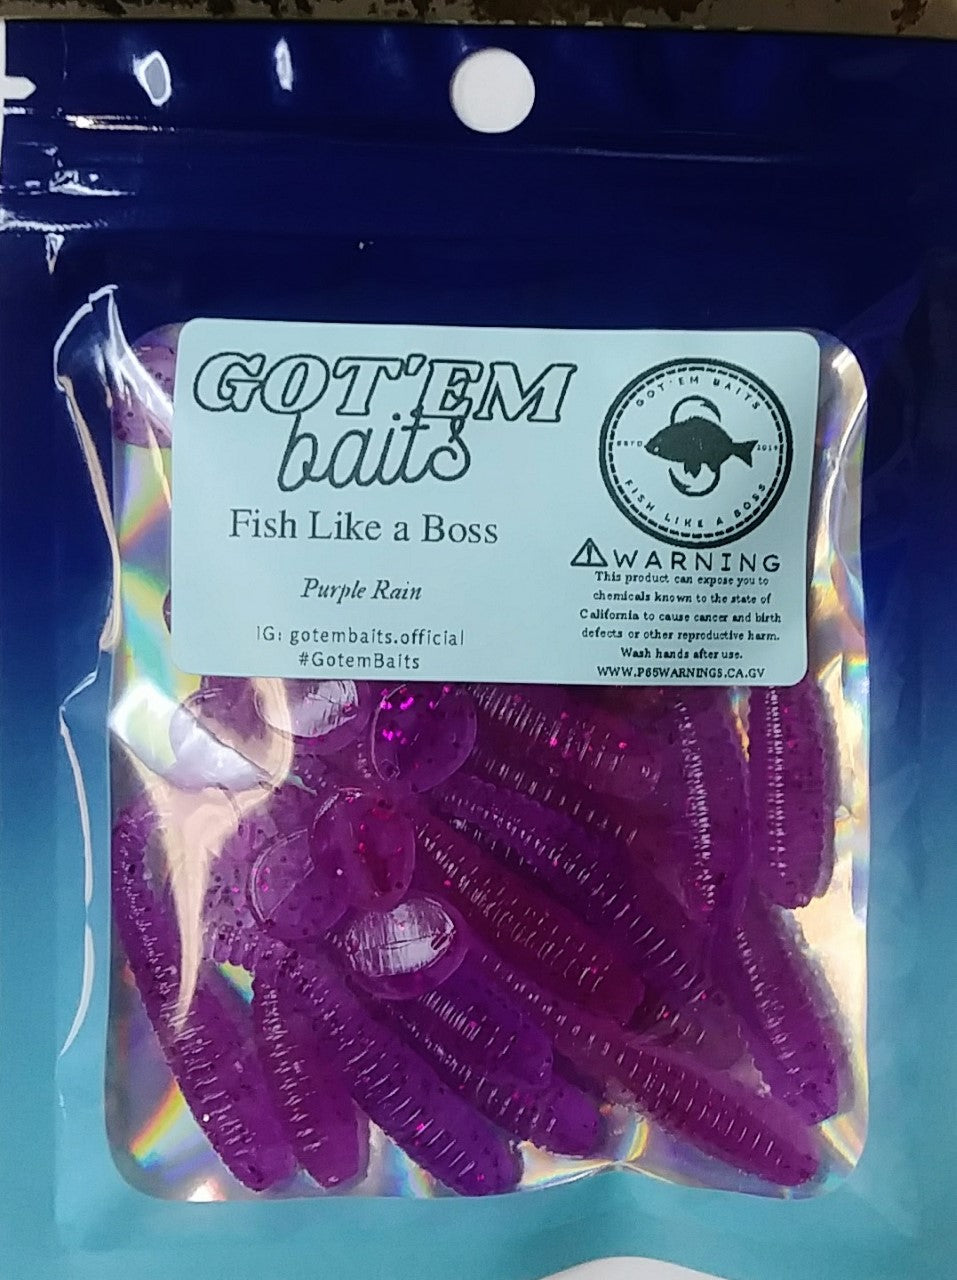 GOT'EM
baits
Fish Like a Boss
Purple Rain
IG: gotembaits.official
#GotemBaits
GOT'EM BAITS
ESTD 2019
FISH LIKE A BOSS
WARNING
This product can expose you to
chemicals known to the state of
California to cause cancer and birth
defects or other reproductive harm.
Wash hands after use.
WWW.P65WARNINGS.CA.GV